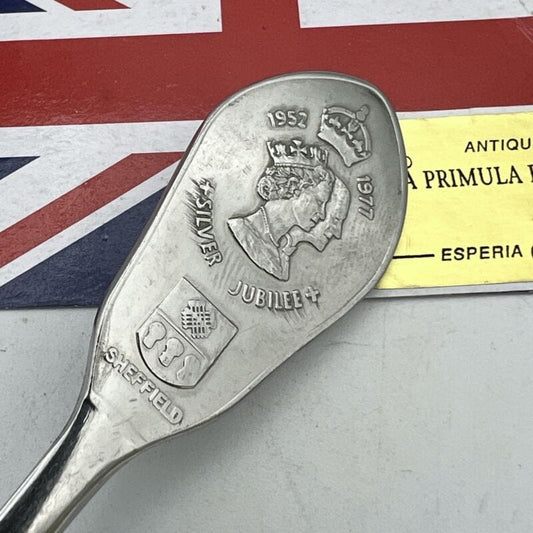 1952
1977
+SILVER
JUBILEE+
SHEFFIELD
ANTIQU
A PRIMULA
ESPERIA (